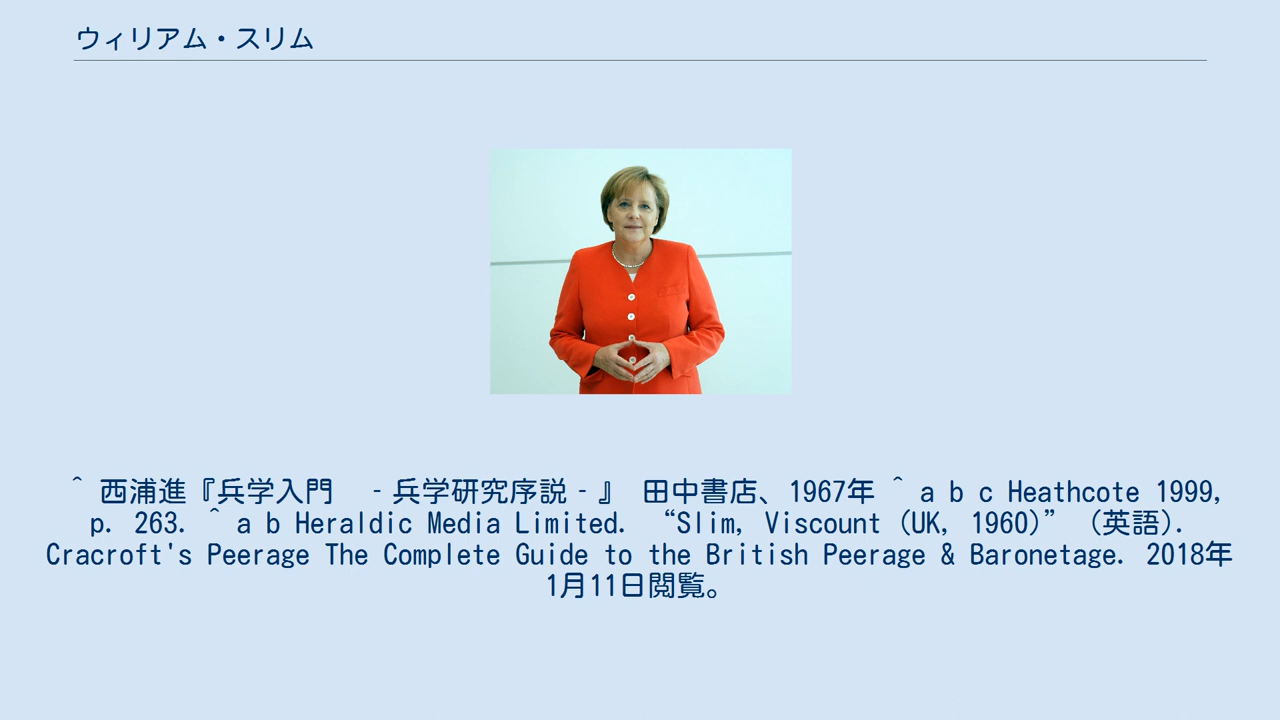 ウィリアム・スリム
^ 西浦進『兵学入門　‐兵学研究序説‐』 田中書店、1967年 ^ a b c Heathcote 1999,
p. 263. ^ a b Heraldic Media Limited. “Slim, Viscount (UK, 1960)” (英語).
Cracroft's Peerage The Complete Guide to the British Peerage & Baronetage. 2018年
1月11日閲覧。